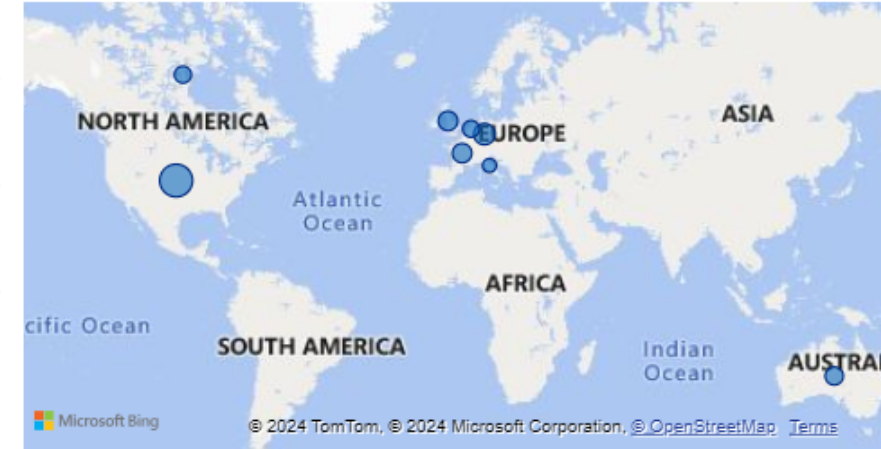 NORTH AMERICA
EUROPE
ASIA
Atlantic
Ocean
AFRICA
cific Ocean
SOUTH AMERICA
Indian
Ocean
AUSTRAI
Microsoft Bing
© 2024 TomTom, © 2024 Microsoft Corporation, © OpenStreetMap Terms